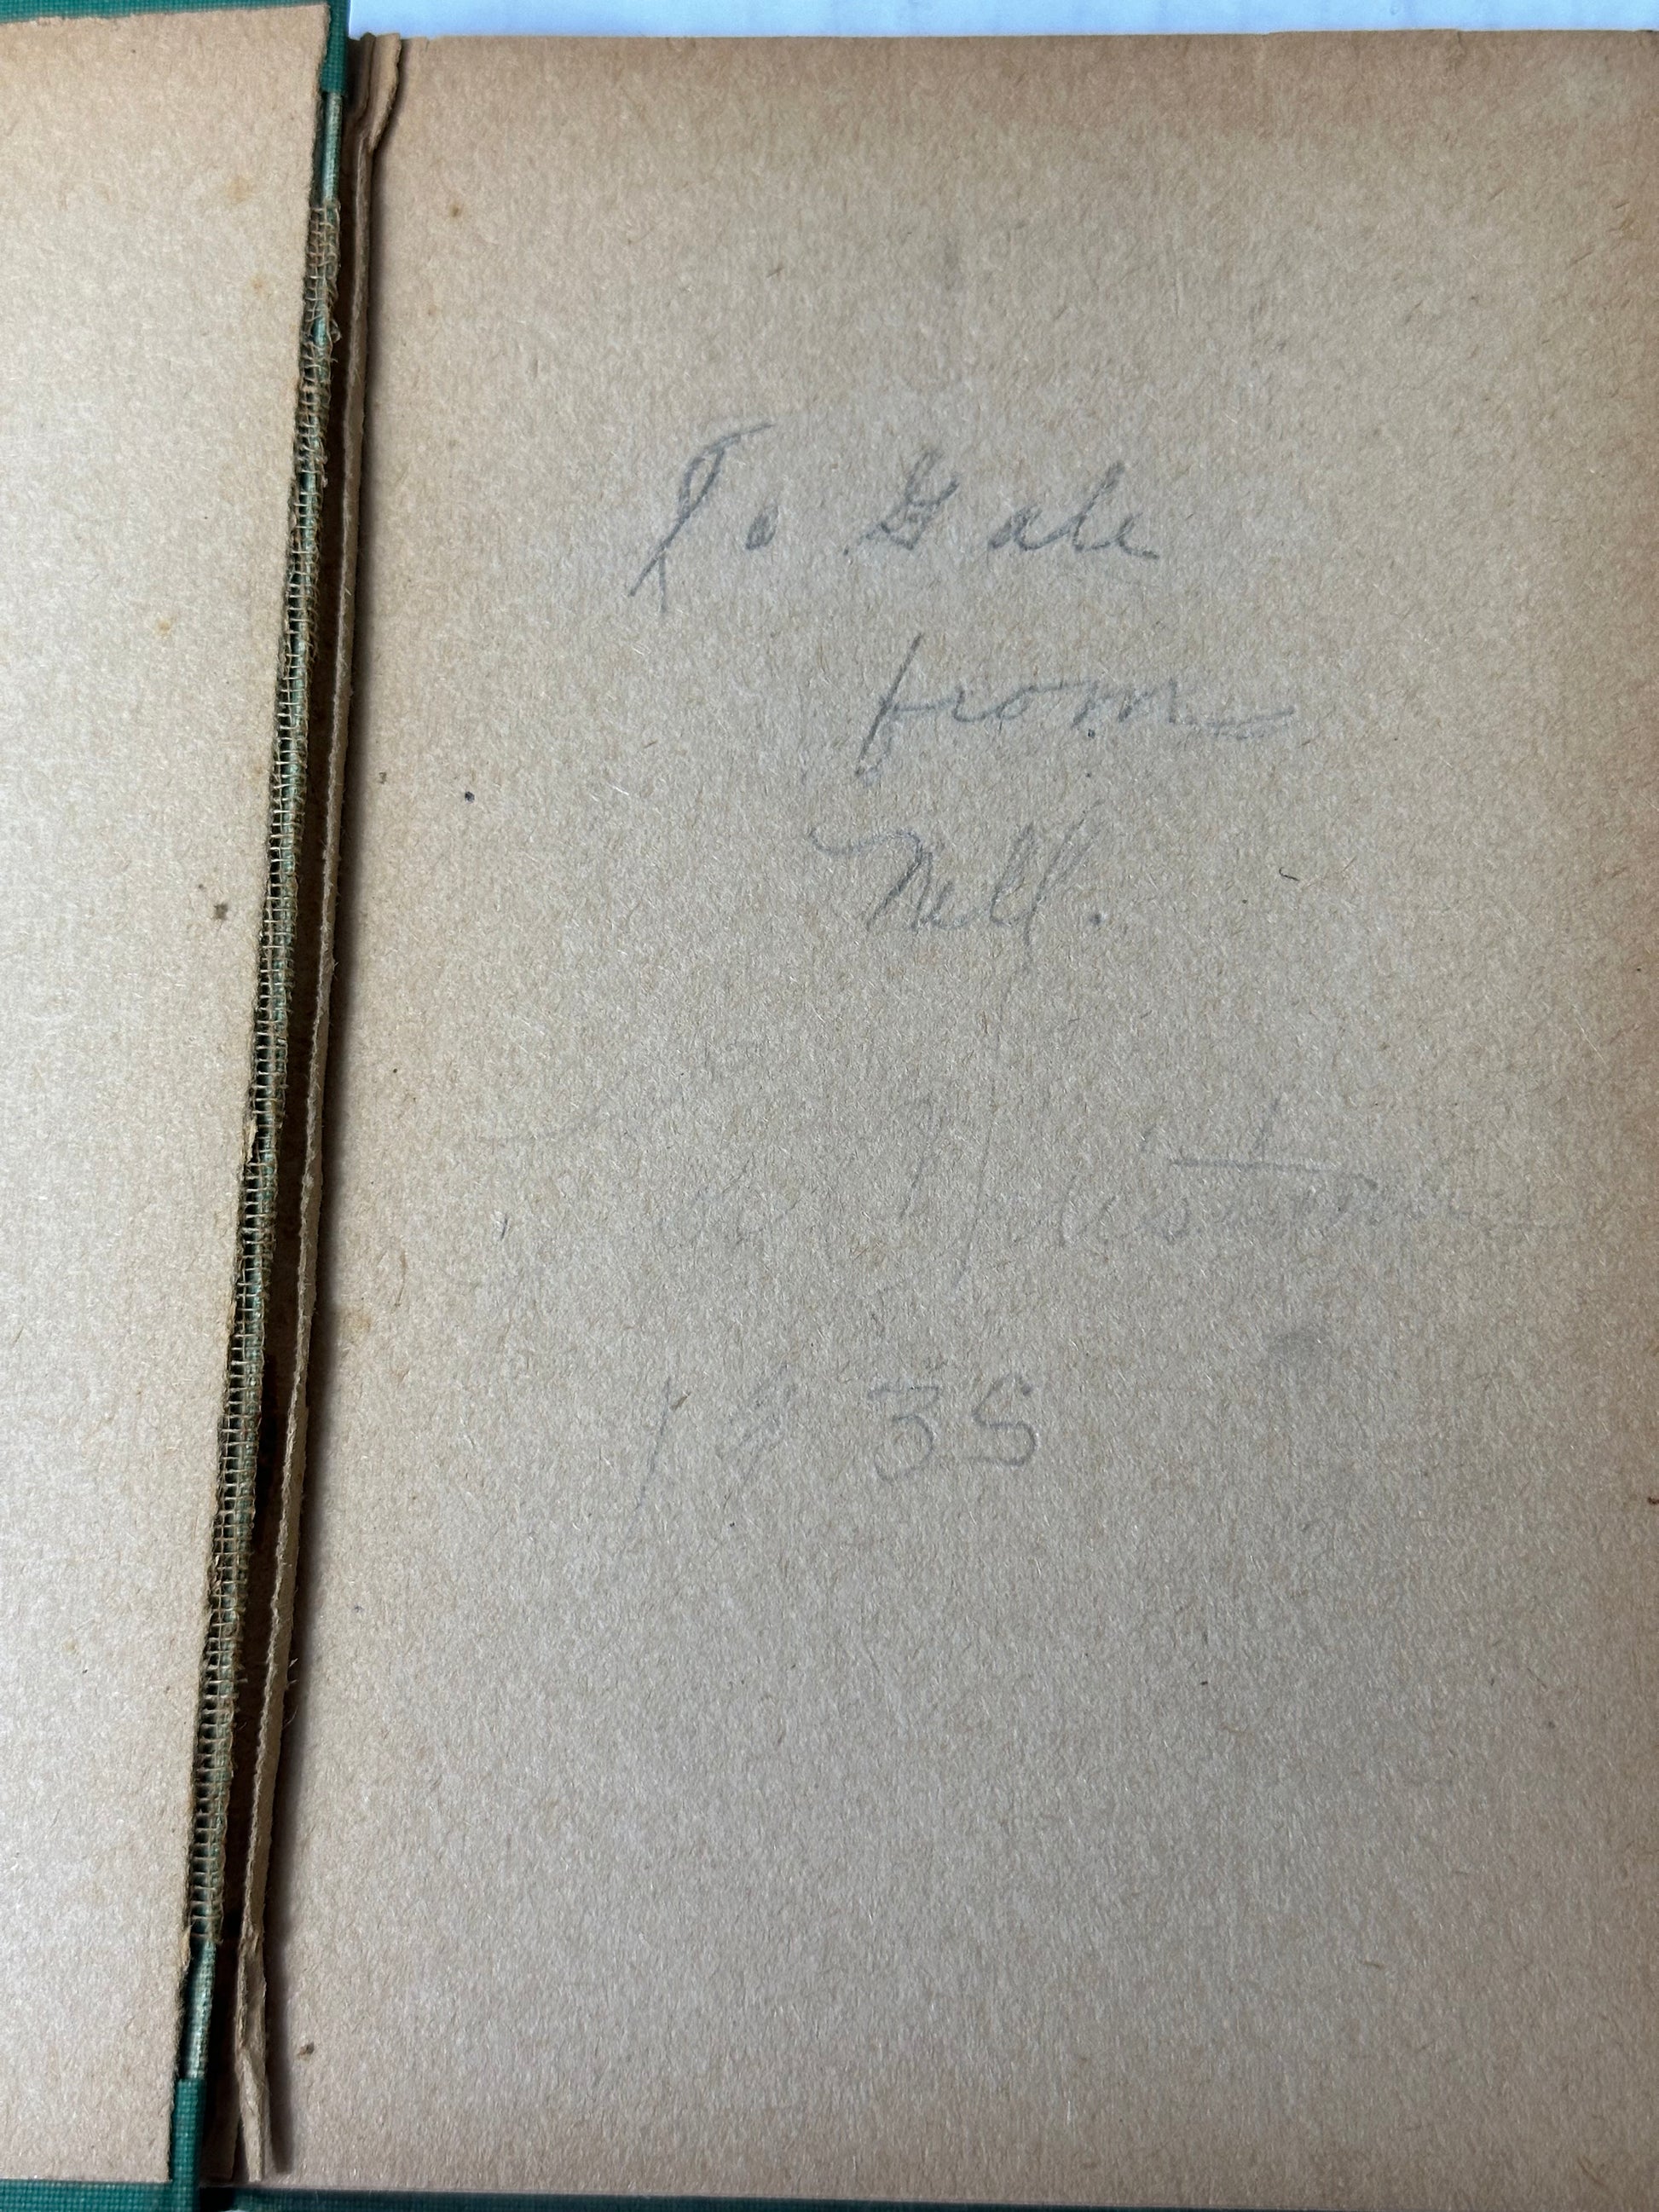 To Gale
from
Nell.
1935